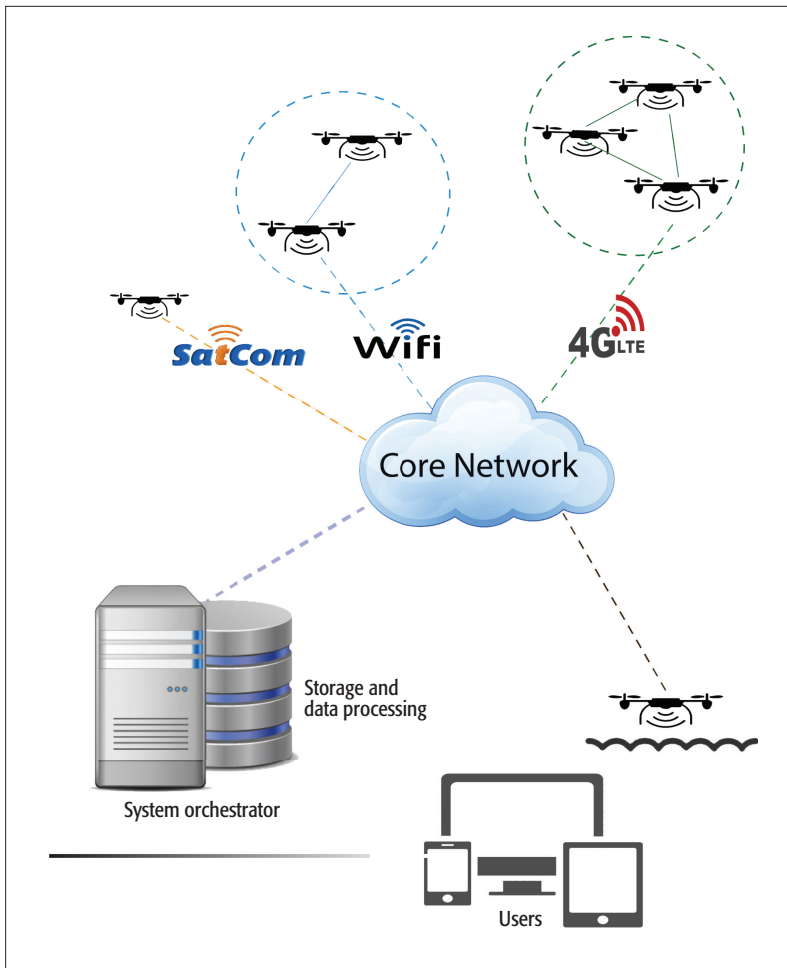 SatCom
Wifi
4G LTE
Core Network
Storage and
data processing
System orchestrator
Users